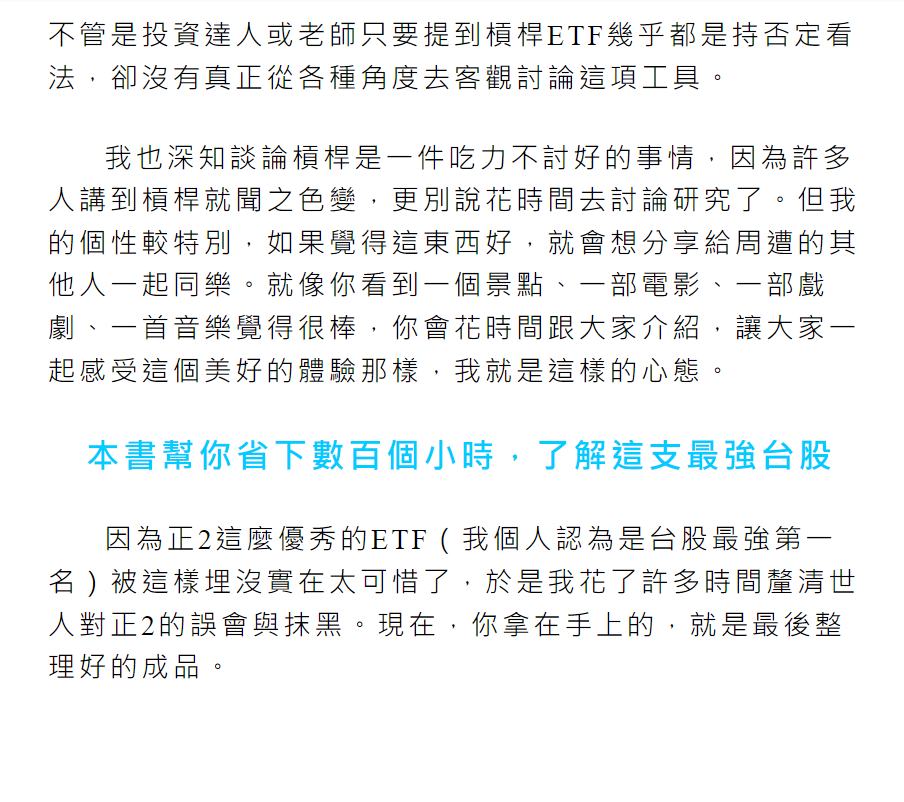 不管是投資達人或老師只要提到槓桿ETF幾乎都是持否定看
法，卻沒有真正從各種角度去客觀討論這項工具。
我也深知談論槓桿是一件吃力不討好的事情，因為許多
人講到槓桿就聞之色變，更別說花時間去討論研究了。但我
的個性較特別，如果覺得這東西好，就會想分享給周遭的其
他人一起同樂。就像你看到一個景點、一部電影、一部戲
劇、一首音樂覺得很棒，你會花時間跟大家介紹，讓大家一
起感受這個美好的體驗那樣，我就是這樣的心態。
本書幫你省下數百個小時，了解這支最強台股
因為正2這麼優秀的ETF（我個人認為是台股最強第一
名）被這樣埋沒實在太可惜了，於是我花了許多時間釐清世
人對正2的誤會與抹黑。現在，你拿在手上的，就是最後整
理好的成品。